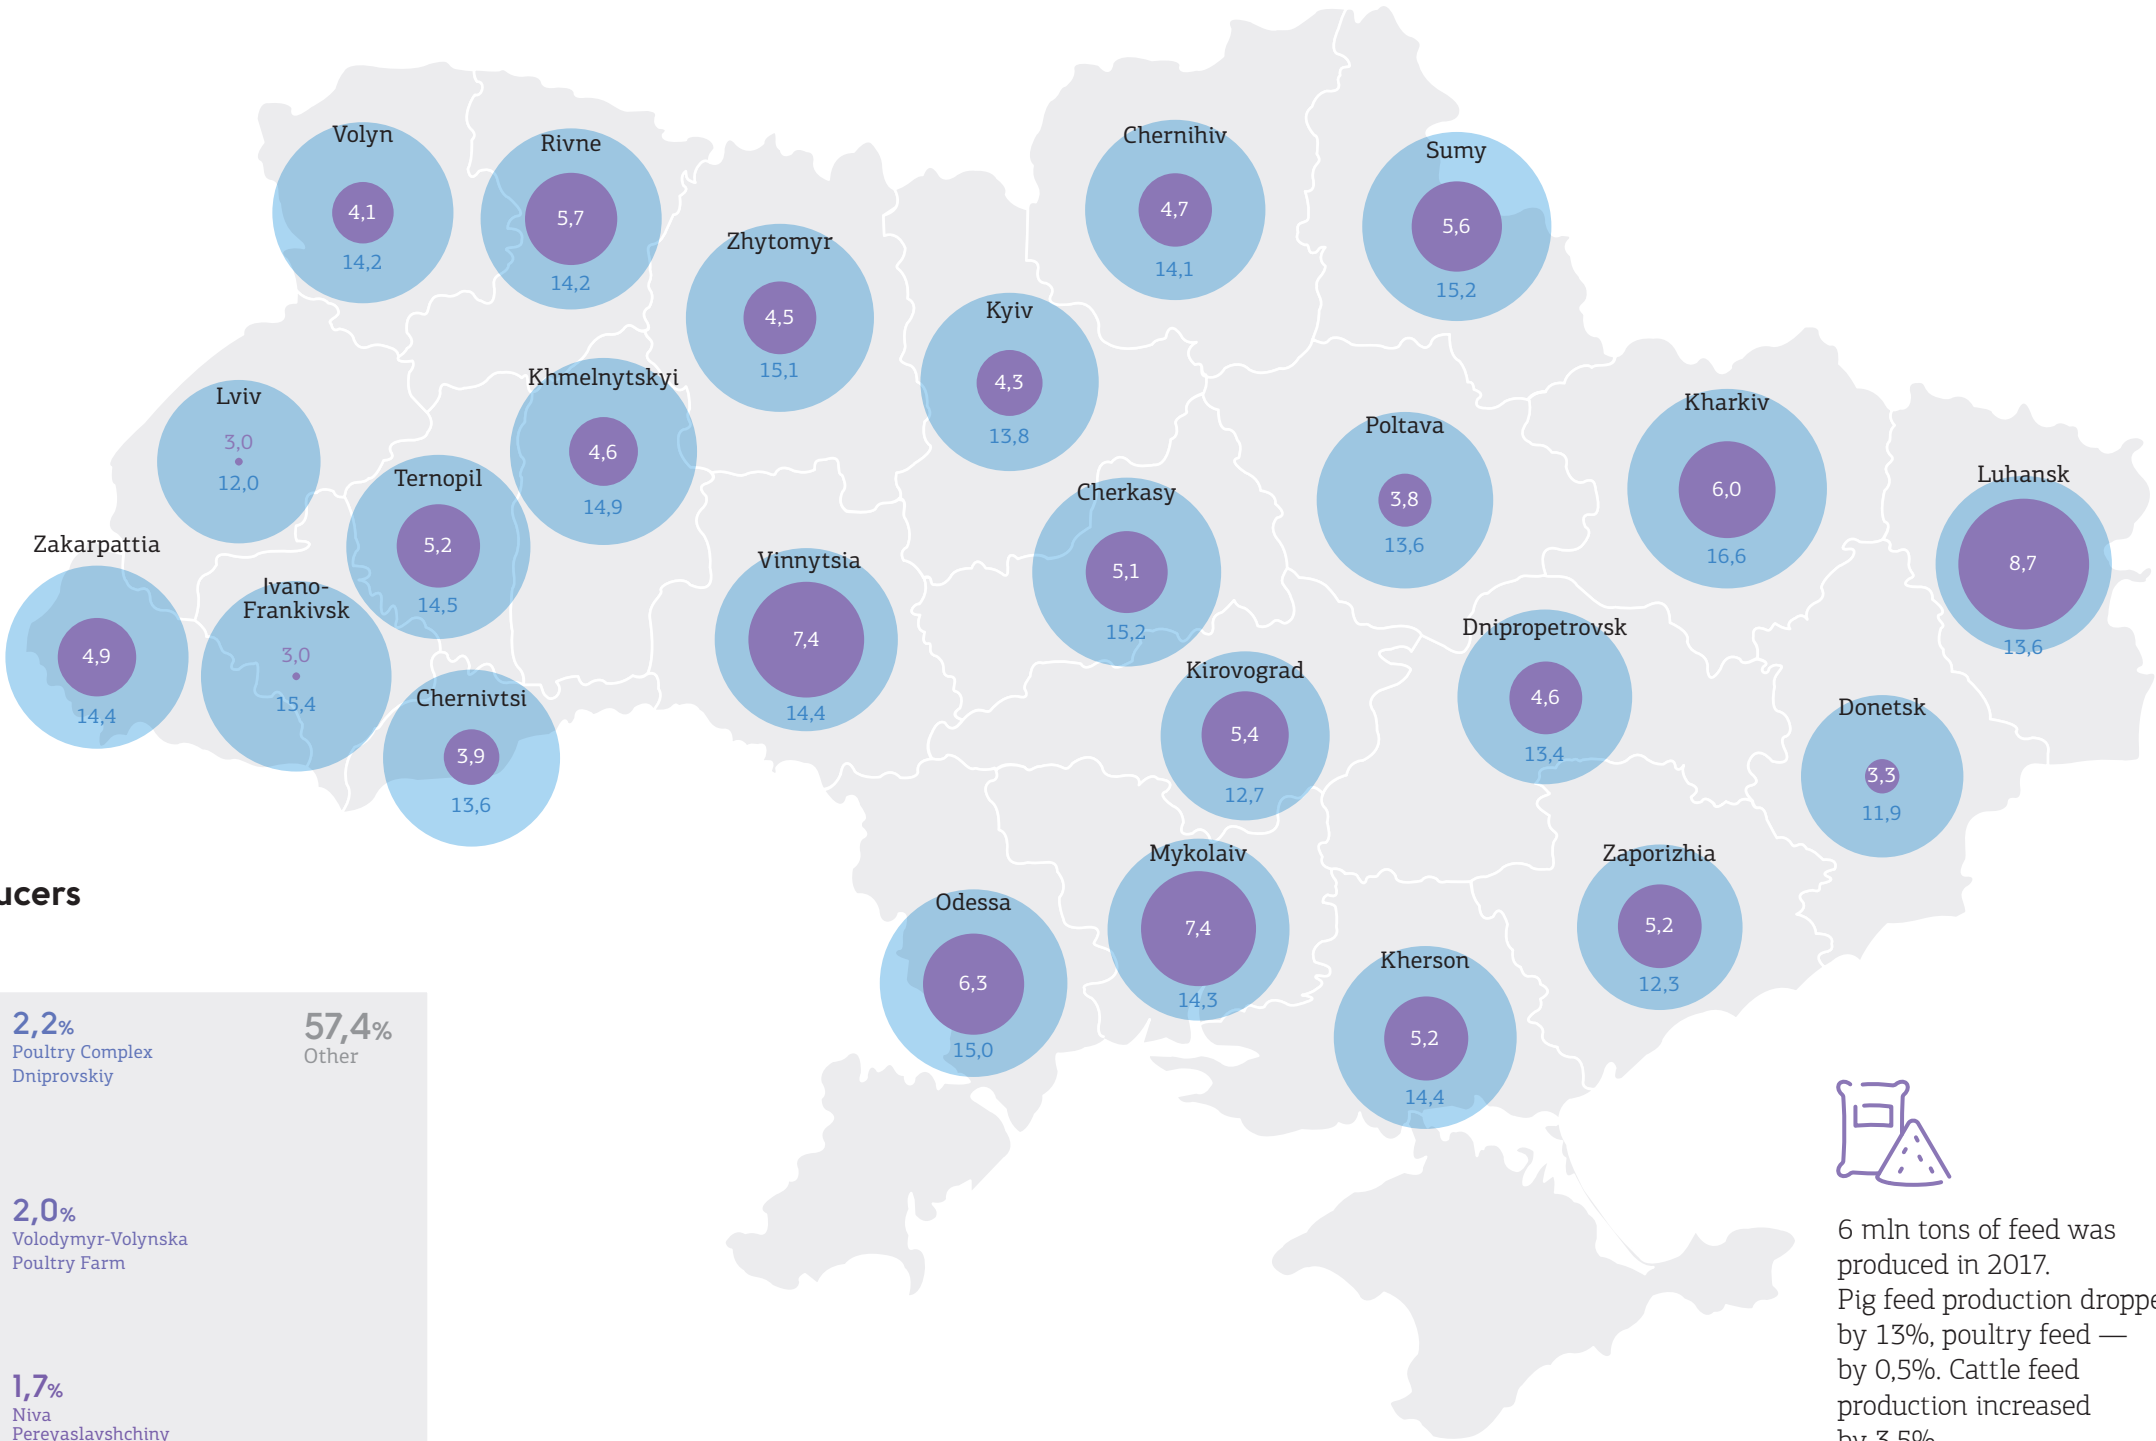 Volyn
4,1
14,2
Rivne
5,7
14,2
Zhytomyr
4,5
15,1
Chernihiv
4,7
14,1
Sumy
5,6
15,2
Kyiv
4,3
13,8
Khmelnytskyi
4,6
14,9
Lviv
3,0
12,0
Ternopil
5,2
14,5
Poltava
3,8
13,6
Kharkiv
6,0
16,6
Luhansk
8,7
13,6
Cherkasy
5,1
15,2
Zakarpattia
4,9
14,4
Ivano-
Frankivsk
3,0
15,4
Vinnytsia
7,4
14,4
Chernivtsi
3,9
13,6
Kirovograd
5,4
12,7
Dnipropetrovsk
4,6
13,4
Donetsk
3,3
11,9
Mykolaiv
7,4
14,3
Zaporizhia
5,2
12,3
Odessa
6,3
15,0
Kherson
5,2
14,4
ucers
2,2%
Poultry Complex
Dniprovskiy
57,4%
Other
2,0%
Volodymyr-Volynska
Poultry Farm
1,7%
Niva
Pereyaslavshchiny
6 mln tons of feed was
produced in 2017.
Pig feed production droppe
by 13%, poultry feed —
by 0,5%. Cattle feed
production increased
by 3,5%